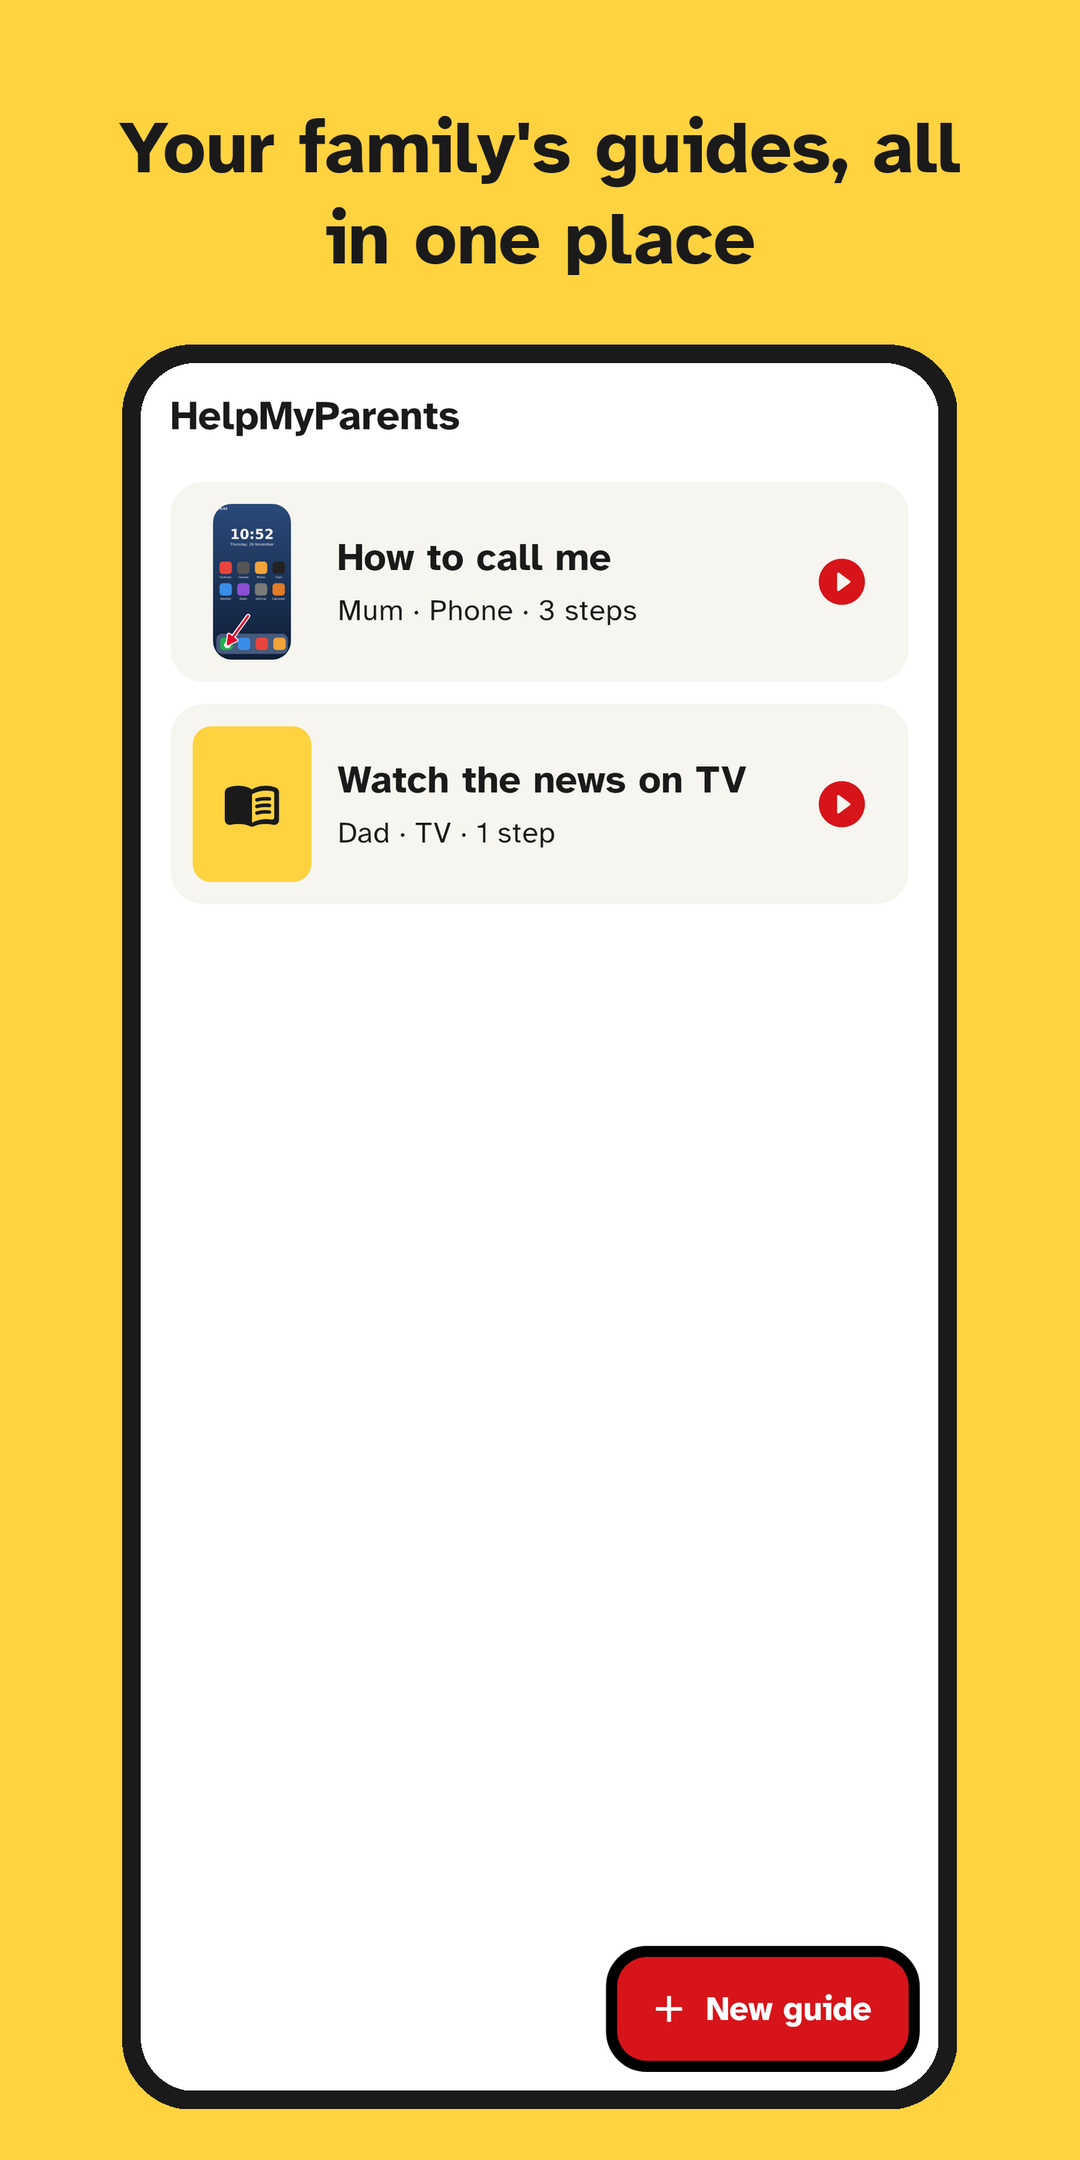 Your family's guides, all
in one place
HelpMyParents
10:52
How to call me
Mum · Phone · 3 steps
Watch the news on TV
Dad · TV · 1 step
+ New guide